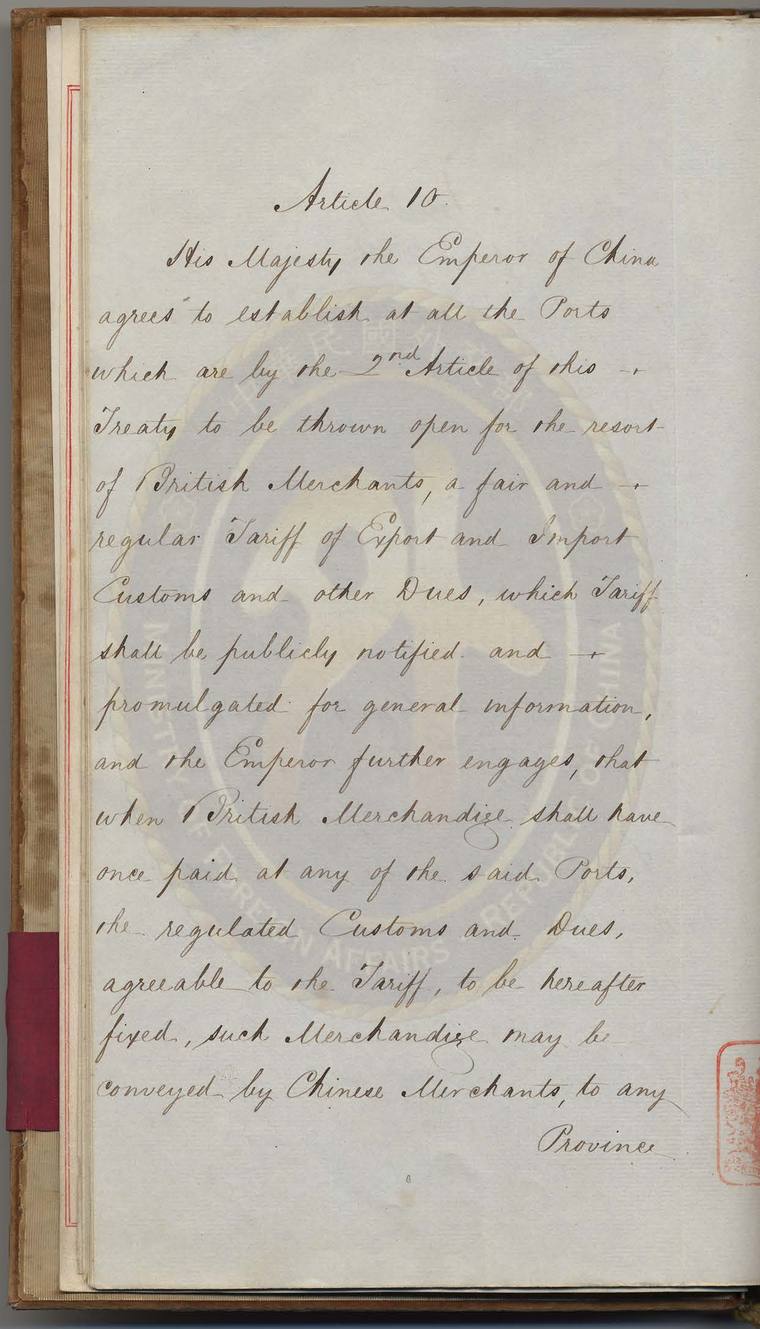 Article 10.
His Majesty the Emperor of China
agrees to establish at all the Ports
which are by the 2nd Article of this
Treaty to be thrown open for the resort
of British Merchants, a fair and
regular Tariff of Export and Import
Customs and other Dues, which Tariff
shall be publicly notified and
promulgated for general information,
and the Emperor further engages, that
when British Merchandize shall have
once paid at any of the said Ports,
the regulated Customs and Dues,
agreeable to the Tariff, to be hereafter
fixed, such Merchandize may be
conveyed by Chinese Merchants, to any
Province